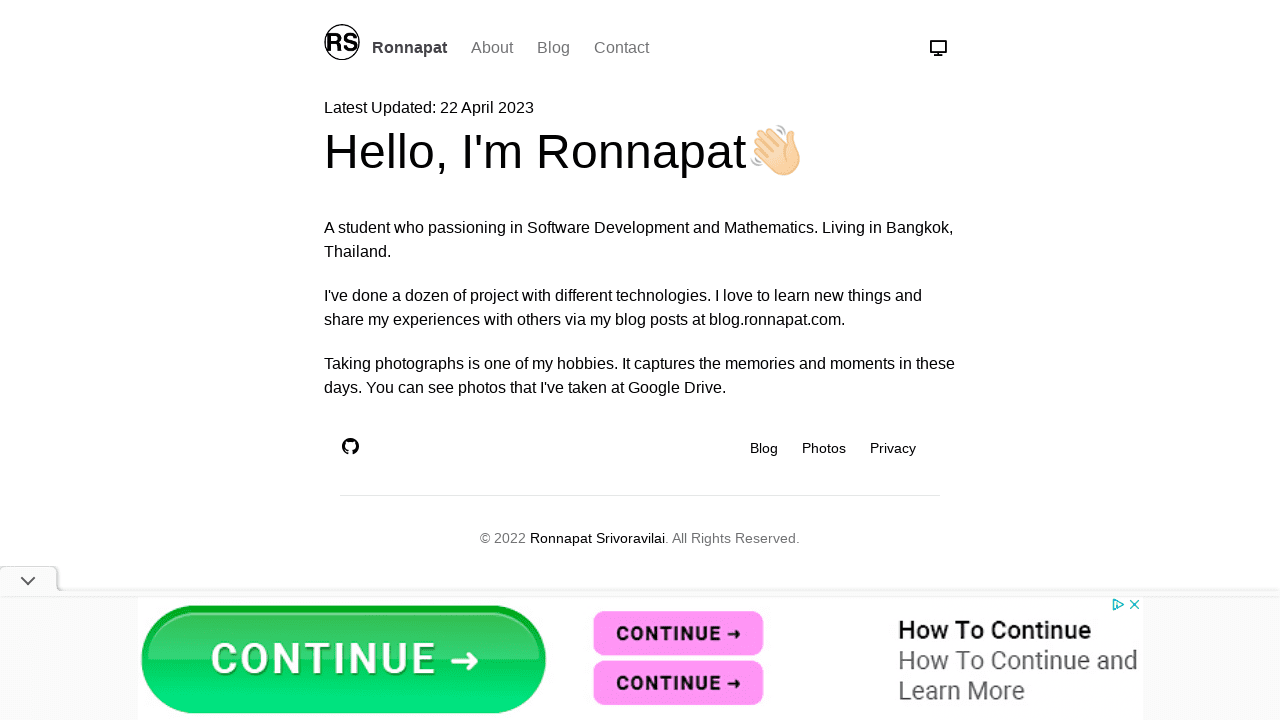 RS
Ronnapat About Blog Contact
Latest Updated: 22 April 2023
Hello, I'm Ronnapat👋🏻
A student who passioning in Software Development and Mathematics. Living in Bangkok,
Thailand.
I've done a dozen of project with different technologies. I love to learn new things and
share my experiences with others via my blog posts at blog.ronnapat.com.
Taking photographs is one of my hobbies. It captures the memories and moments in these
days. You can see photos that I've taken at Google Drive.
Blog Photos Privacy
© 2022 Ronnapat Srivoravilai. All Rights Reserved.
CONTINUE →
CONTINUE →
CONTINUE →
How To Continue
How To Continue and
Learn More